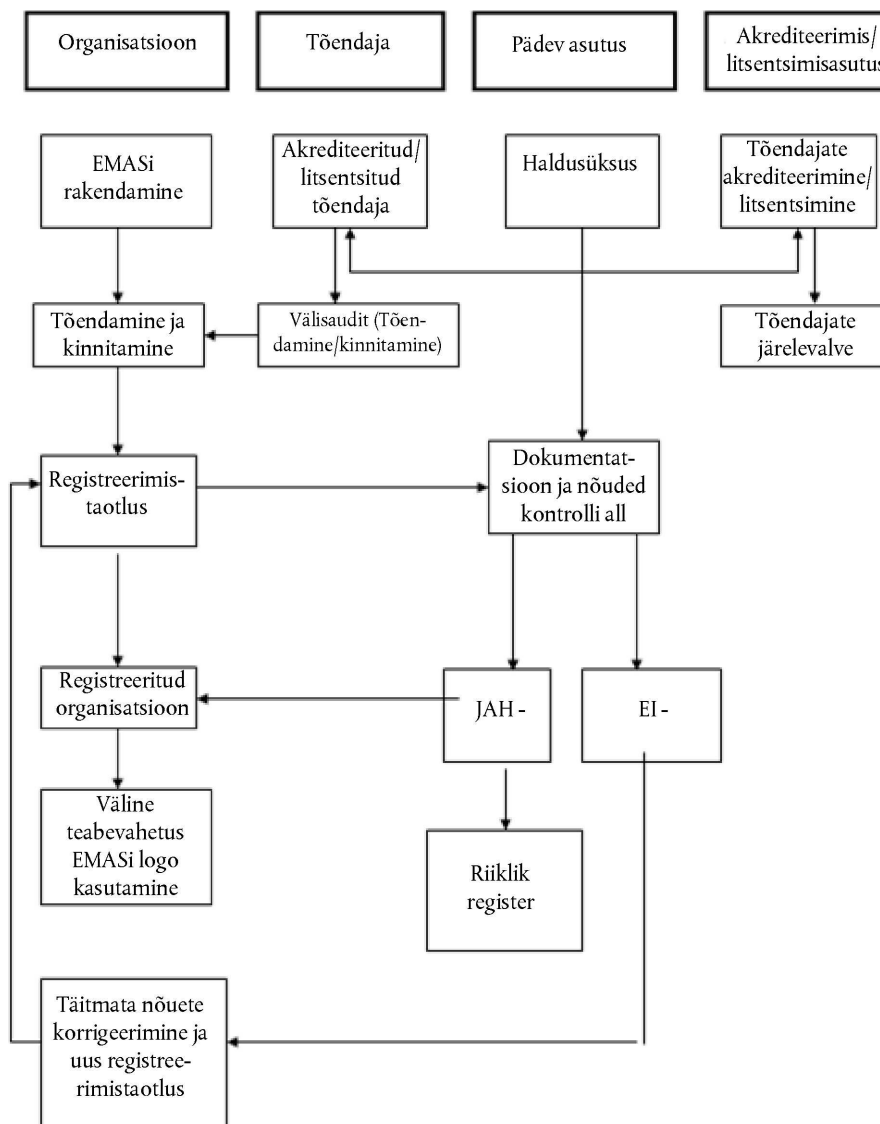 Organisatsioon
Tõendaja
Pädev asutus
Akrediteerimis/
litsentsimisasutus
EMASi
rakendamine
Akrediteeritud/
litsentsitud
tõendaja
Haldusüksus
Tõendajate
akrediteerimine/
litsentsimine
Tõendamine ja
kinnitamine
Välisaudit (Tõen-
damine/kinnitamine)
Tõendajate
järelevalve
Registreerimis-
taotlus
Dokumentat-
sioon ja nõuded
kontrolli all
Registreeritud
organisatsioon
JAH -
EI -
Väline
teabevahetus
EMASi logo
kasutamine
Riiklik
register
Täitmata nõuete
korrigeerimine ja
uus registree-
rimistaotlus